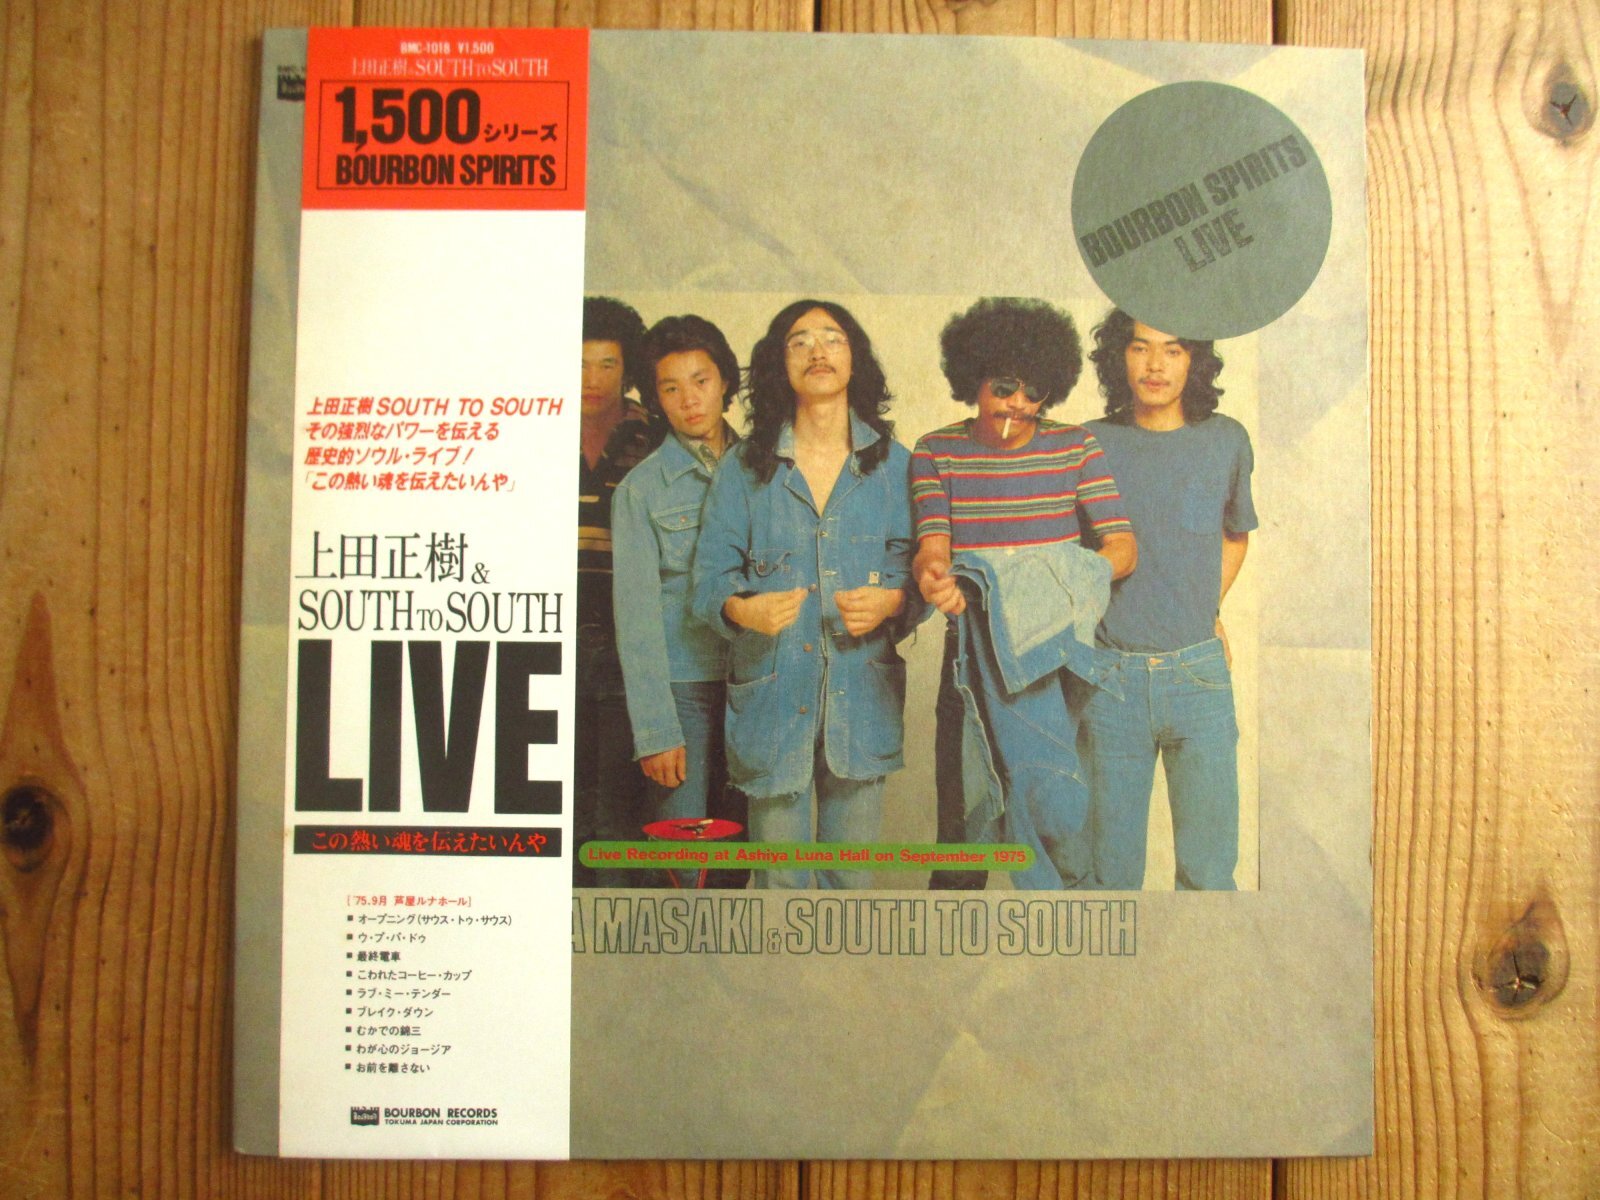 BMC-1018 ¥1,500
上田正樹&SOUTH TO SOUTH
1,500シリーズ
BOURBON SPIRITS
上田正樹 SOUTH TO SOUTH
その強烈なパワーを伝える
歴史的ソウル・ライブ!
「この熱い魂を伝えたいんや」
上田正樹&
SOUTH TO SOUTH
LIVE
この熱い魂を伝えたいんや
['75.9月 芦屋ルナホール]
■ オープニング(サウス・トゥ・サウス)
■ ウ・プ・パ・ドゥ
■ 最終電車
■ こわれたコーヒー・カップ
■ ラブ・ミー・テンダー
■ ブレイク・ダウン
■ むかでの錦三
■ わが心のジョージア
■ お前を離さない
BOURBON RECORDS
TOKUMA JAPAN CORPORATION
BOURBON SPIRITS
LIVE
Live Recording at Ashiya Luna Hall on September 1975
A MASAKI & SOUTH TO SOUTH